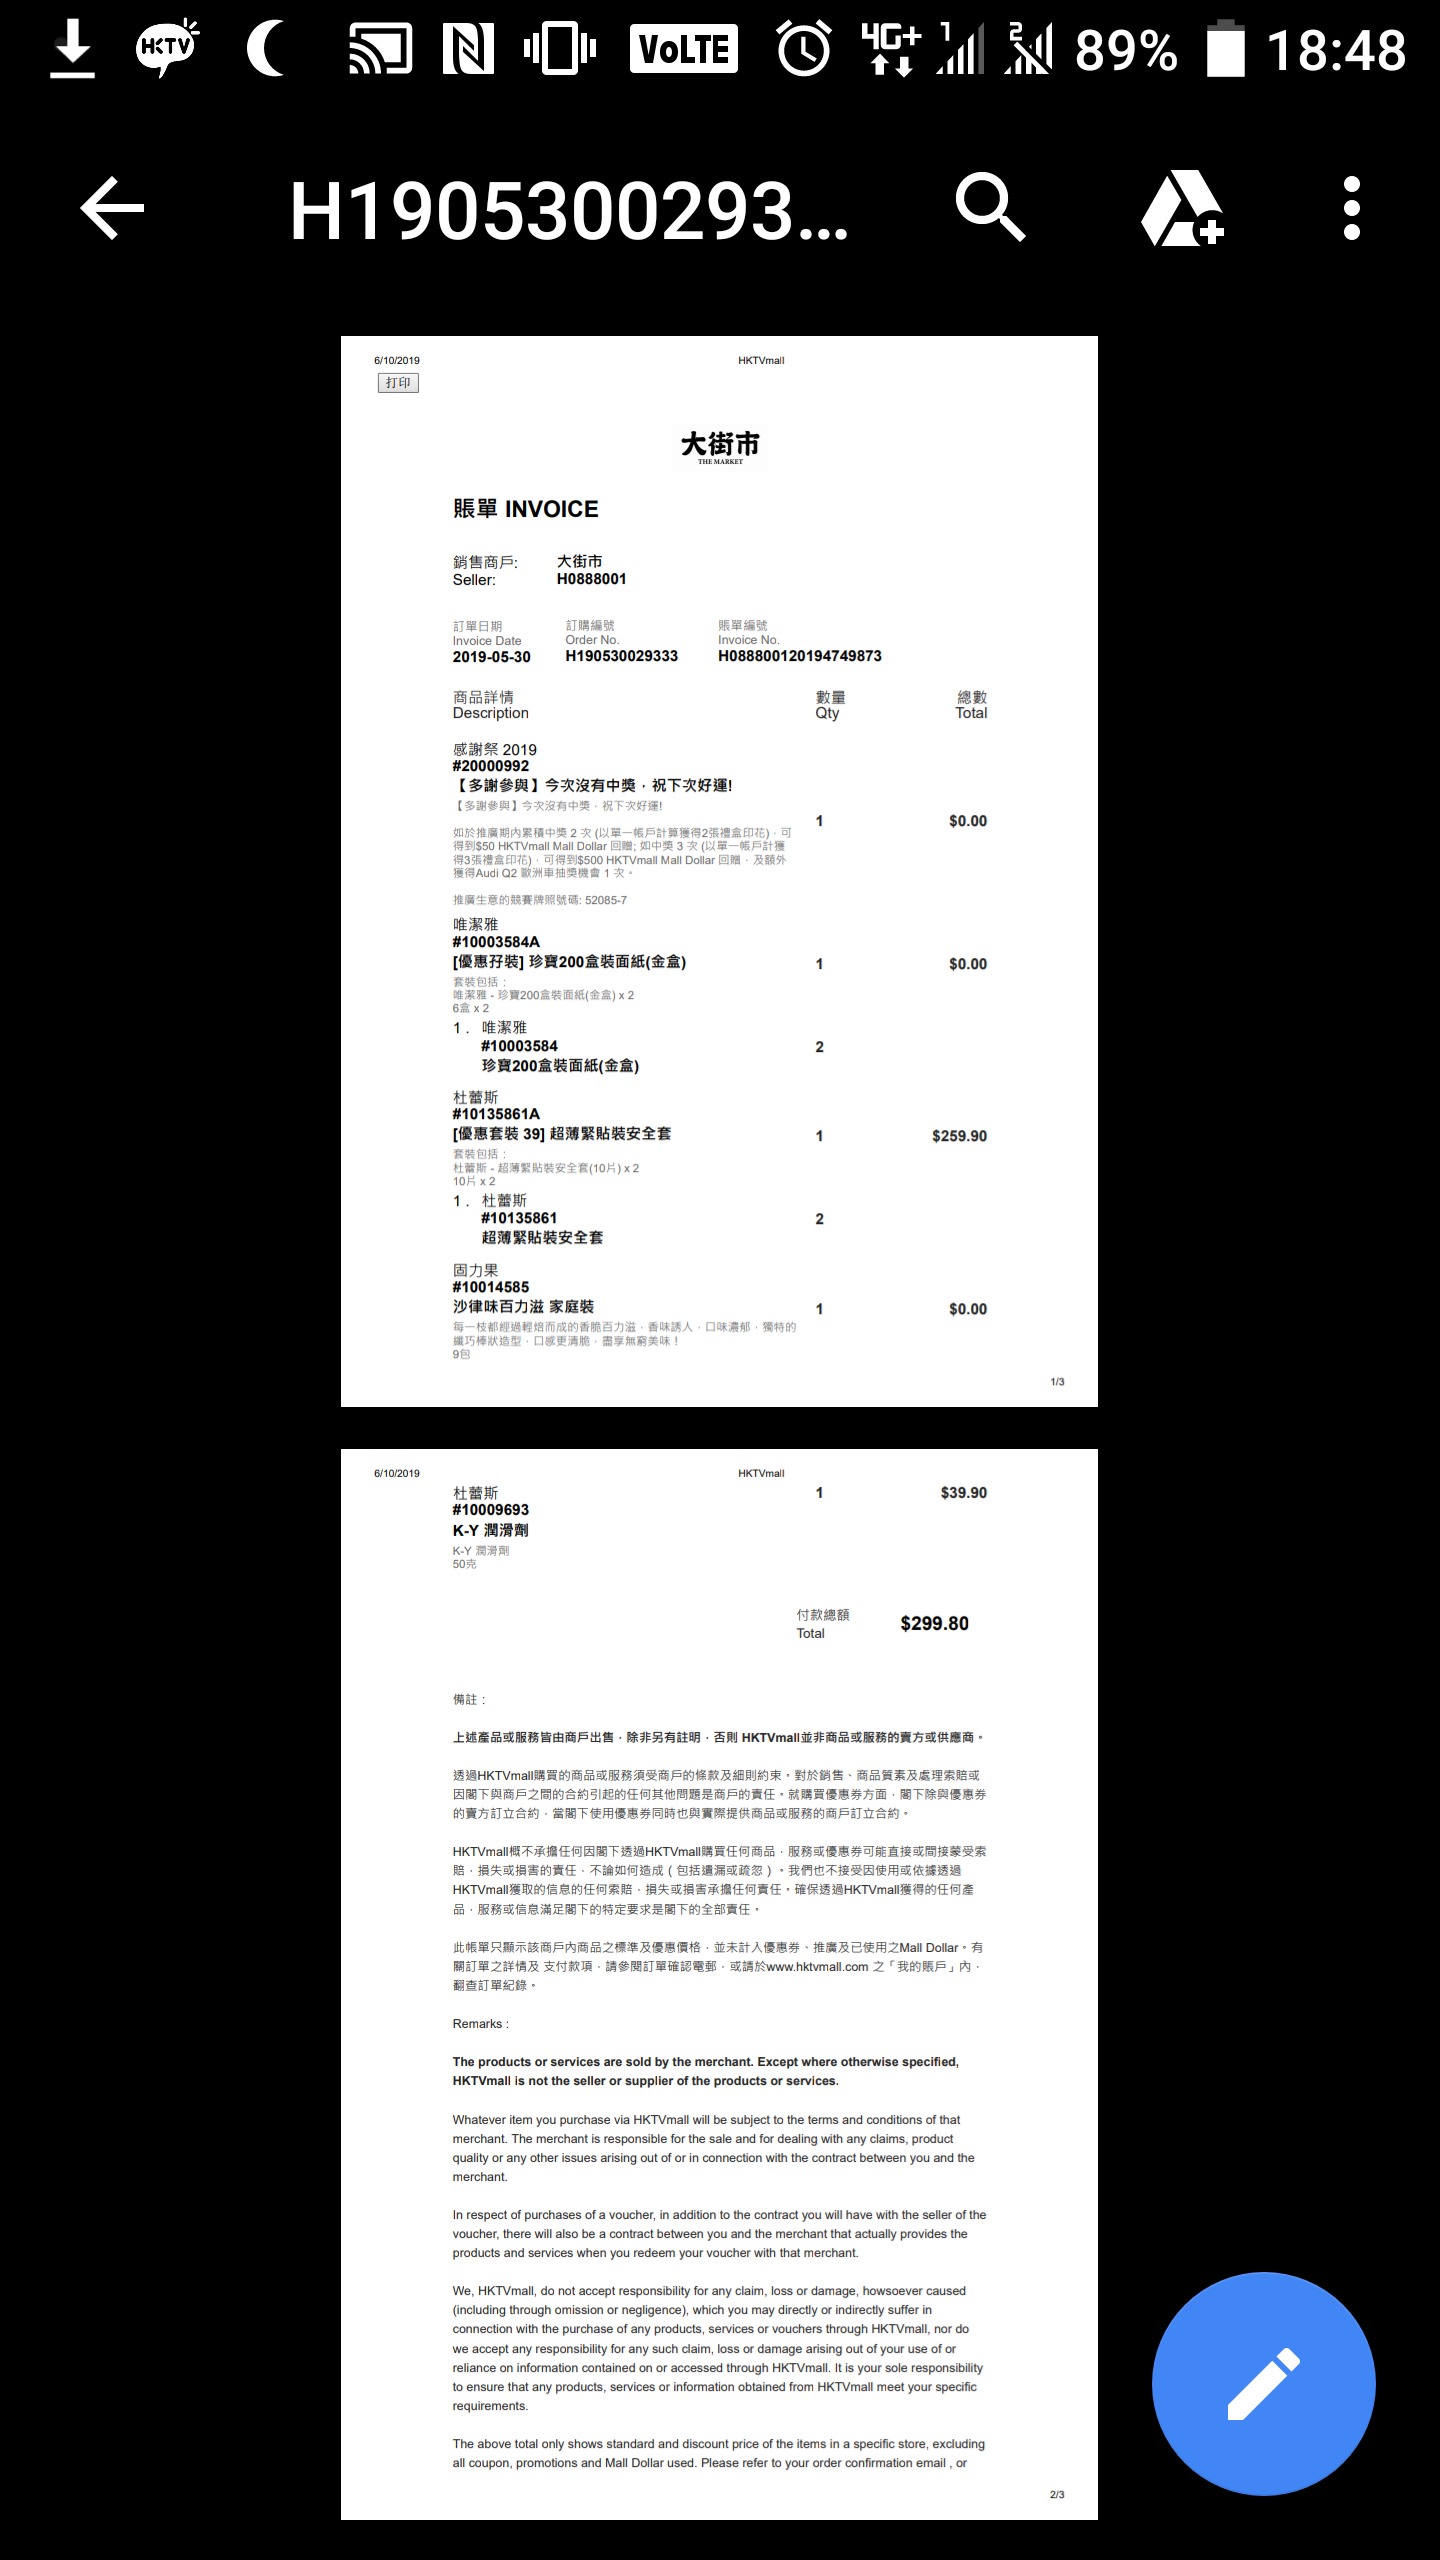 HKTV VoLTE 4G+ 1 2 89% 18:48
H1905300293...
6/10/2019 HKTVmall
打印
大街市
THE MARKET
賬單 INVOICE
銷售商戶: 大街市
Seller: H0888001
訂單日期 訂購編號 賬單編號
Invoice Date Order No. Invoice No.
2019-05-30 H190530029333 H088800120194749873
商品詳情 數量 總數
Description Qty Total
感謝祭 2019
#20000992
【多謝參與】今次沒有中獎，祝下次好運!
【多謝參與】今次沒有中獎，祝下次好運!
1 $0.00
如於推廣期內累積中獎 2 次 (以單一帳戶計算獲得2張禮盒印花)，可
得到$50 HKTVmall Mall Dollar 回贈; 如中獎 3 次 (以單一帳戶計獲
得3張禮盒印花)，可得到$500 HKTVmall Mall Dollar 回贈，及額外
獲得Audi Q2 歐洲車抽獎機會 1 次。
推廣生意的競賽牌照號碼: 52085-7
唯潔雅
#10003584A
[優惠孖裝] 珍寶200盒裝面紙(金盒) 1 $0.00
套裝包括：
唯潔雅 - 珍寶200盒裝面紙(金盒) x 2
6盒 x 2
1. 唯潔雅
#10003584 2
珍寶200盒裝面紙(金盒)
杜蕾斯
#10135861A
[優惠套裝 39] 超薄緊貼裝安全套 1 $259.90
套裝包括：
杜蕾斯 - 超薄緊貼裝安全套(10片) x 2
10片 x 2
1. 杜蕾斯
#10135861 2
超薄緊貼裝安全套
固力果
#10014585
沙律味百力滋 家庭裝 1 $0.00
每一枝都經過輕焙而成的香脆百力滋，香味誘人，口味濃郁，獨特的
纖巧棒狀造型，口感更清脆，盡享無窮美味！
9包
1/3
6/10/2019 HKTVmall
杜蕾斯 1 $39.90
#10009693
K-Y 潤滑劑
K-Y 潤滑劑
50克
付款總額 $299.80
Total
備註：
上述產品或服務皆由商戶出售，除非另有註明，否則 HKTVmall並非商品或服務的賣方或供應商。
透過HKTVmall購買的商品或服務須受商戶的條款及細則約束。對於銷售、商品質素及處理索賠或
因閣下與商戶之間的合約引起的任何其他問題是商戶的責任。就購買優惠券方面，閣下除與優惠券
的賣方訂立合約，當閣下使用優惠券同時也與實際提供商品或服務的商戶訂立合約。
HKTVmall概不承擔任何因閣下透過HKTVmall購買任何商品，服務或優惠券可能直接或間接蒙受索
賠，損失或損害的責任，不論如何造成（包括遺漏或疏忽）。我們也不接受因使用或依據透過
HKTVmall獲取的信息的任何索賠，損失或損害承擔任何責任。確保透過HKTVmall獲得的任何產
品，服務或信息滿足閣下的特定要求是閣下的全部責任。
此帳單只顯示該商戶內商品之標準及優惠價格，並未計入優惠券、推廣及已使用之Mall Dollar。有
關訂單之詳情及 支付款項，請參閱訂單確認電郵，或請於www.hktvmall.com 之「我的賬戶」內，
翻查訂單紀錄。
Remarks :
The products or services are sold by the merchant. Except where otherwise specified,
HKTVmall is not the seller or supplier of the products or services.
Whatever item you purchase via HKTVmall will be subject to the terms and conditions of that
merchant. The merchant is responsible for the sale and for dealing with any claims, product
quality or any other issues arising out of or in connection with the contract between you and the
merchant.
In respect of purchases of a voucher, in addition to the contract you will have with the seller of the
voucher, there will also be a contract between you and the merchant that actually provides the
products and services when you redeem your voucher with that merchant.
We, HKTVmall, do not accept responsibility for any claim, loss or damage, howsoever caused
(including through omission or negligence), which you may directly or indirectly suffer in
connection with the purchase of any products, services or vouchers through HKTVmall, nor do
we accept any responsibility for any such claim, loss or damage arising out of your use of or
reliance on information contained on or accessed through HKTVmall. It is your sole responsibility
to ensure that any products, services or information obtained from HKTVmall meet your specific
requirements.
The above total only shows standard and discount price of the items in a specific store, excluding
all coupon, promotions and Mall Dollar used. Please refer to your order confirmation email , or
2/3